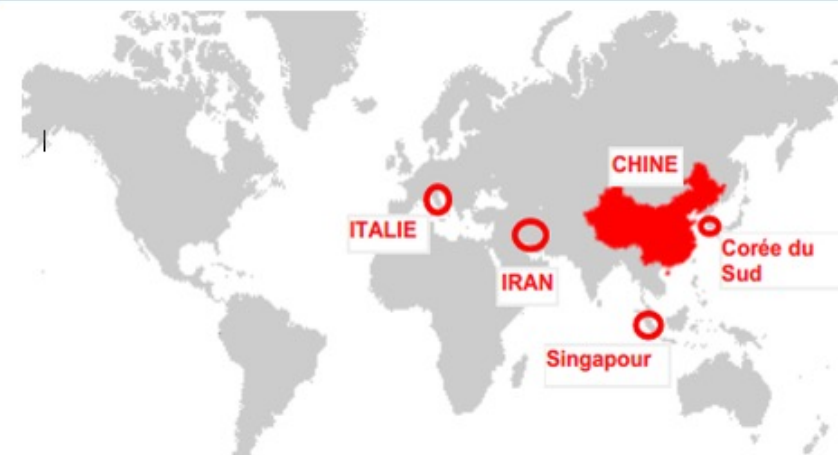 CHINE
ITALIE
Corée du
Sud
IRAN
Singapour